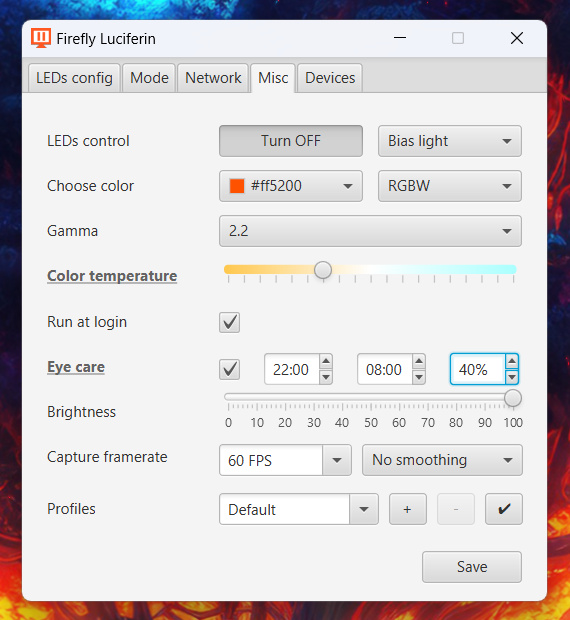 Firefly Luciferin
LEDs config Mode Network Misc Devices
LEDs control Turn OFF Bias light
Choose color #ff5200 RGBW
Gamma 2.2
Color temperature
Run at login
Eye care 22:00 08:00 40%
Brightness
0 10 20 30 40 50 60 70 80 90 100
Capture framerate 60 FPS No smoothing
Profiles Default + -
Save